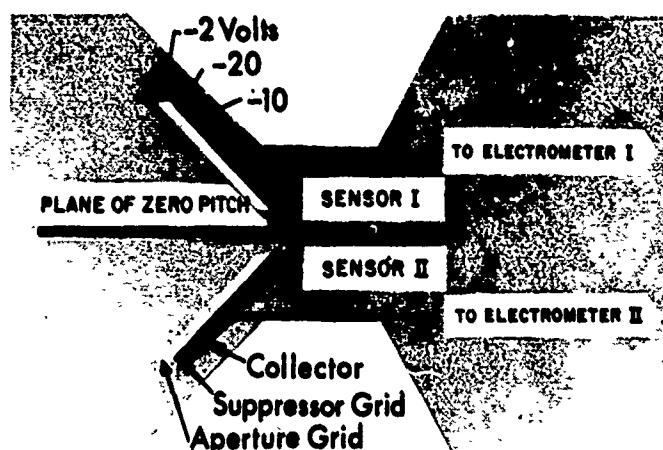 -2 Volts
-20
-10
TO ELECTROMETER I
PLANE OF ZERO PITCH
SENSOR I
SENSOR II
TO ELECTROMETER II
Collector
Suppressor Grid
Aperture Grid